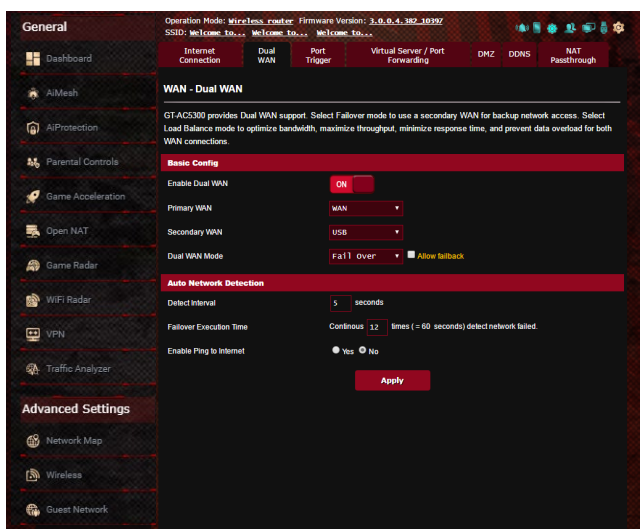 General
Operation Mode: Wireless router Firmware Version: 3.0.0.4.382_10397
SSID: Welcome to... Welcome to... Welcome to...
Internet Connection
Dual WAN
Port Trigger
Virtual Server / Port Forwarding
DMZ
DDNS
NAT Passthrough
Dashboard
AiMesh
AiProtection
Parental Controls
Game Acceleration
Open NAT
Game Radar
WiFi Radar
VPN
Traffic Analyzer
Advanced Settings
Network Map
Wireless
Guest Network
WAN - Dual WAN
GT-AC5300 provides Dual WAN support. Select Failover mode to use a secondary WAN for backup network access. Select
Load Balance mode to optimize bandwidth, maximize throughput, minimize response time, and prevent data overload for both
WAN connections.
Basic Config
Enable Dual WAN ON
Primary WAN WAN
Secondary WAN USB
Dual WAN Mode Fail Over Allow failback
Auto Network Detection
Detect Interval 5 seconds
Failover Execution Time Continous 12 times ( = 60 seconds) detect network failed.
Enable Ping to Internet Yes No
Apply